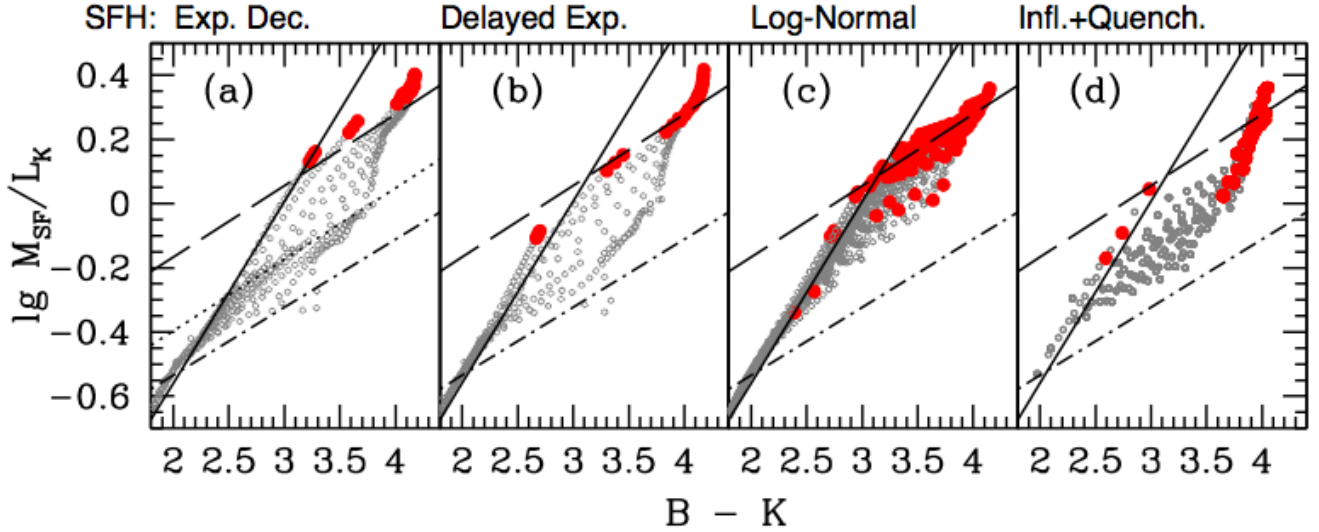 SFH: Exp. Dec. Delayed Exp. Log-Normal Infl.+Quench.
(a) (b) (c) (d)
lg M_SF/L_K
0.4
0.2
0
−0.2
−0.4
−0.6
2 2.5 3 3.5 4 2 2.5 3 3.5 4 2 2.5 3 3.5 4 2 2.5 3 3.5 4
B − K